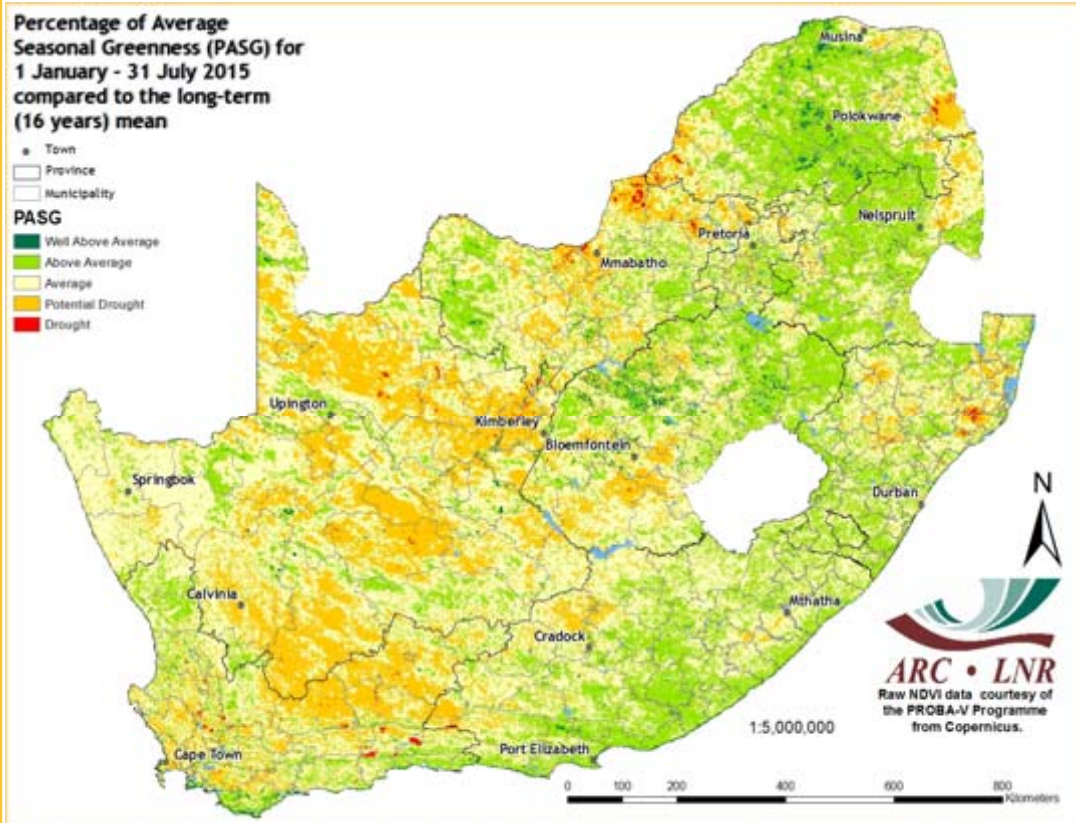 Percentage of Average
Seasonal Greenness (PASG) for
1 January - 31 July 2015
compared to the long-term
(16 years) mean
Town
Province
Municipality
PASG
Well Above Average
Above Average
Average
Potential Drought
Drought
Musina
Polokwane
Nelspruit
Pretoria
Mmabatho
Upington
Kimberley
Bloemfontein
Springbok
Durban
N
Calvinia
Mthatha
Cradock
ARC • LNR
Raw NDVI data courtesy of
the PROBA-V Programme
from Copernicus.
1:5,000,000
Cape Town
Port Elizabeth
0 100 200 400 600 800
Kilometers